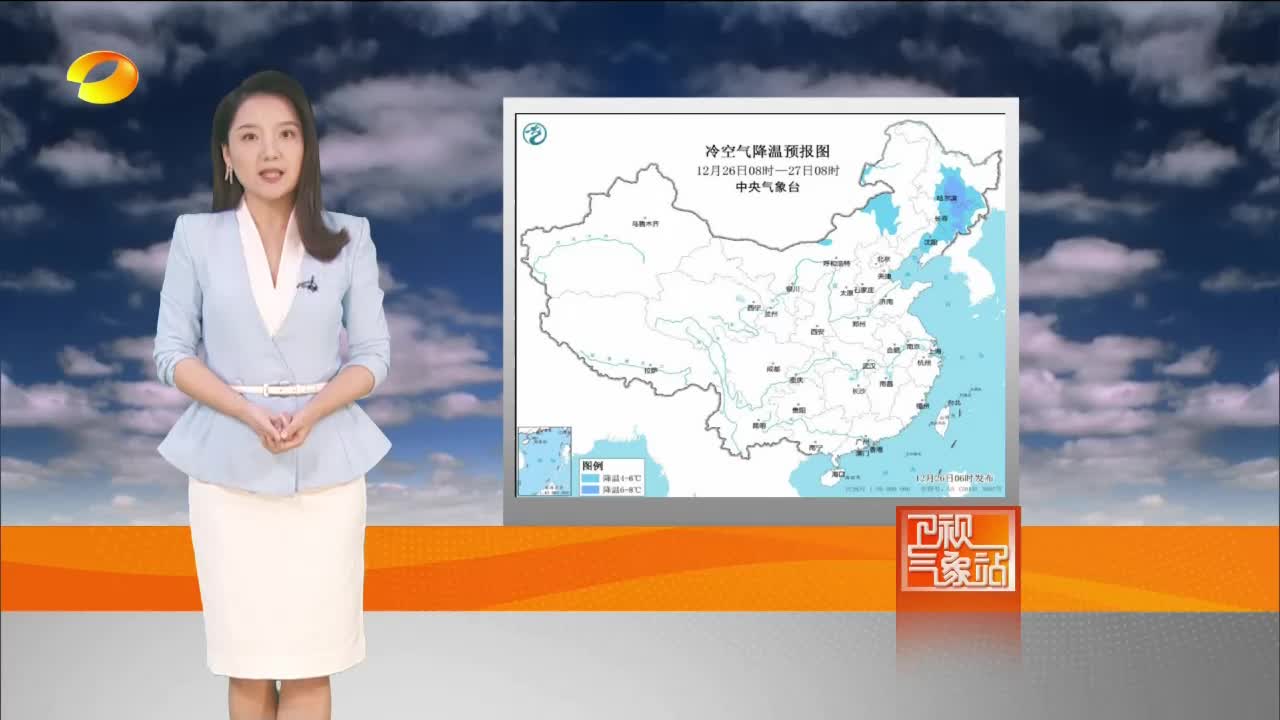 冷空气降温预报图
12月26日08时—27日08时
中央气象台
哈尔滨
长春
乌鲁木齐
沈阳
呼和浩特
北京
天津
银川
太原
石家庄
济南
西宁
兰州
西安
郑州
合肥
南京
上海
拉萨
成都
武汉
杭州
重庆
长沙
南昌
贵阳
福州
台北
昆明
南宁
广州
香港
澳门
海口
图例
降温4-6℃
降温6-8℃
12月26日06时发布
卫视
气象站